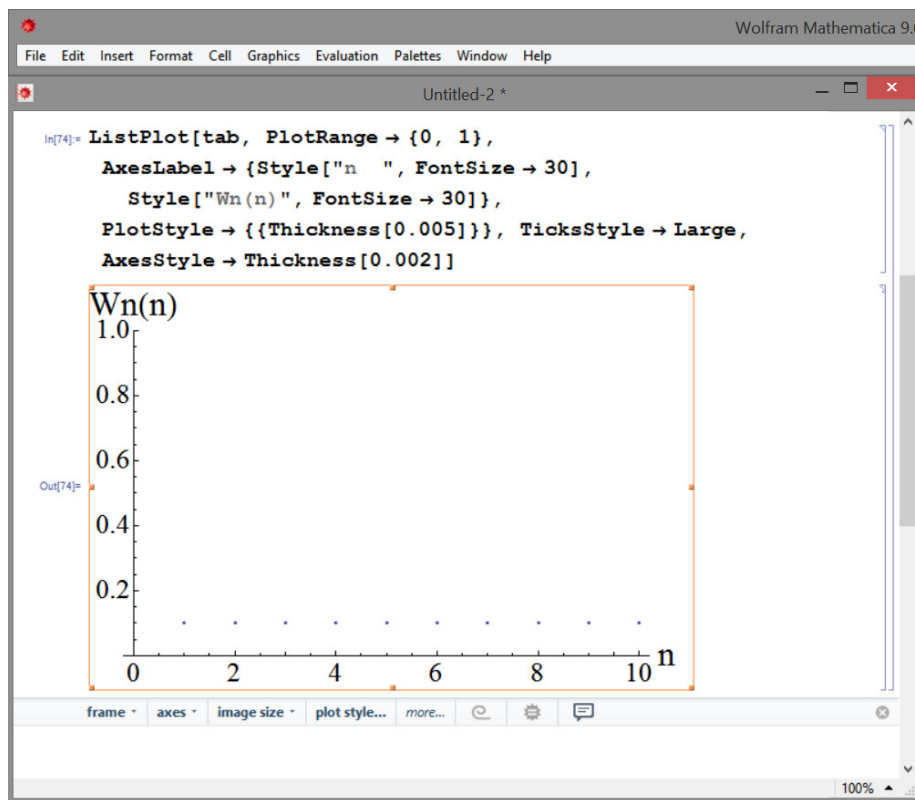 Wolfram Mathematica 9.
File Edit Insert Format Cell Graphics Evaluation Palettes Window Help
Untitled-2 *
In[74]:= ListPlot[tab, PlotRange → {0, 1},
AxesLabel → {Style["n  ", FontSize → 30],
Style["Wn(n)", FontSize → 30]},
PlotStyle → {{Thickness[0.005]}}, TicksStyle → Large,
AxesStyle → Thickness[0.002]]
Wn(n)
1.0
0.8
0.6
Out[74]=
0.4
0.2
n
0 2 4 6 8 10
frame axes image size plot style... more...
100%